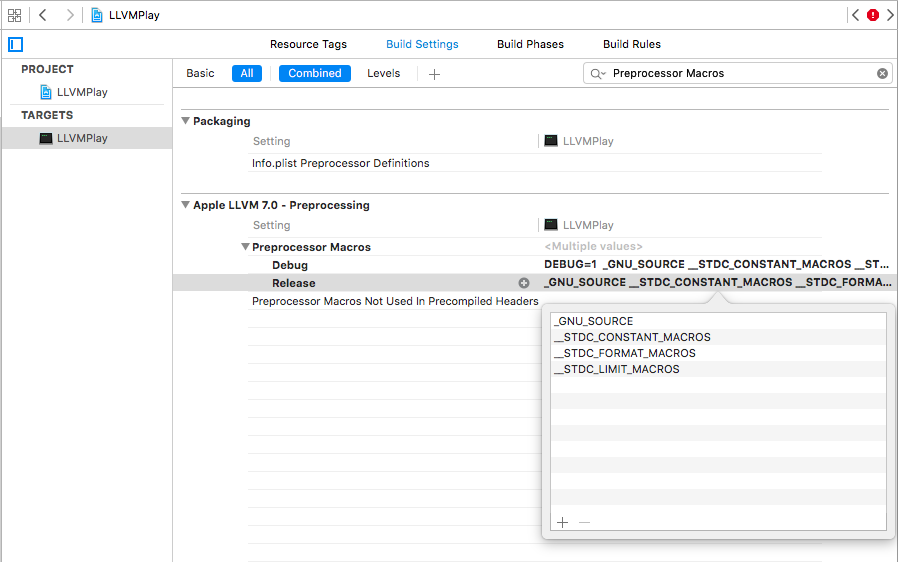 LLVMPlay
Resource Tags Build Settings Build Phases Build Rules
PROJECT
LLVMPlay
TARGETS
LLVMPlay
Basic All Combined Levels Preprocessor Macros
Packaging
Setting LLVMPlay
Info.plist Preprocessor Definitions
Apple LLVM 7.0 - Preprocessing
Setting LLVMPlay
Preprocessor Macros <Multiple values>
Debug DEBUG=1 _GNU_SOURCE __STDC_CONSTANT_MACROS __ST...
Release _GNU_SOURCE __STDC_CONSTANT_MACROS __STDC_FORMA...
Preprocessor Macros Not Used In Precompiled Headers
_GNU_SOURCE
__STDC_CONSTANT_MACROS
__STDC_FORMAT_MACROS
__STDC_LIMIT_MACROS